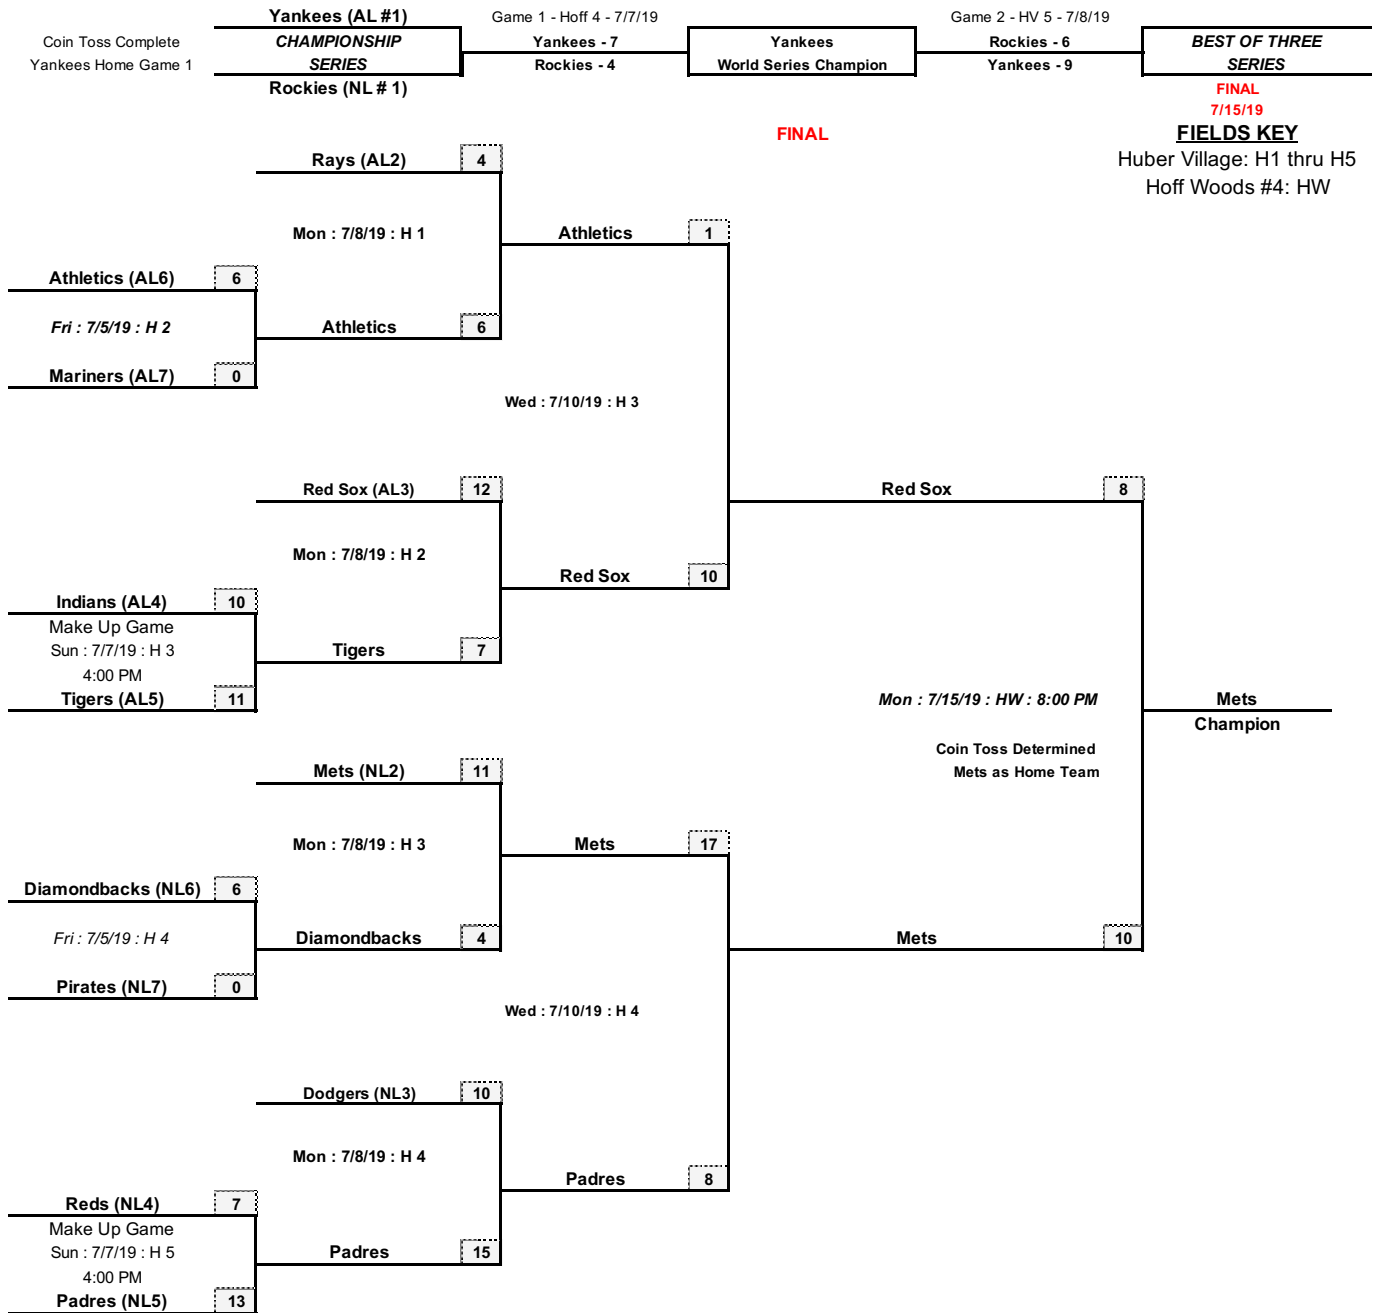 Yankees (AL #1)
Game 1 - Hoff 4 - 7/7/19
Game 2 - HV 5 - 7/8/19
Coin Toss Complete
CHAMPIONSHIP
Yankees - 7
Yankees
Rockies - 6
BEST OF THREE
Yankees Home Game 1
SERIES
Rockies - 4
World Series Champion
Yankees - 9
SERIES
Rockies (NL # 1)
FINAL
7/15/19
FINAL
FIELDS KEY
Huber Village: H1 thru H5
Hoff Woods #4: HW
Rays (AL2) 4
Mon : 7/8/19 : H 1
Athletics 1
Athletics (AL6) 6
Fri : 7/5/19 : H 2
Athletics 6
Mariners (AL7) 0
Wed : 7/10/19 : H 3
Red Sox (AL3) 12
Red Sox 8
Mon : 7/8/19 : H 2
Red Sox 10
Indians (AL4) 10
Make Up Game
Sun : 7/7/19 : H 3
Tigers 7
4:00 PM
Tigers (AL5) 11
Mon : 7/15/19 : HW : 8:00 PM
Mets
Champion
Coin Toss Determined
Mets as Home Team
Mets (NL2) 11
Mon : 7/8/19 : H 3
Mets 17
Diamondbacks (NL6) 6
Fri : 7/5/19 : H 4
Diamondbacks 4
Mets 10
Pirates (NL7) 0
Wed : 7/10/19 : H 4
Dodgers (NL3) 10
Mon : 7/8/19 : H 4
Padres 8
Reds (NL4) 7
Make Up Game
Sun : 7/7/19 : H 5
Padres 15
4:00 PM
Padres (NL5) 13